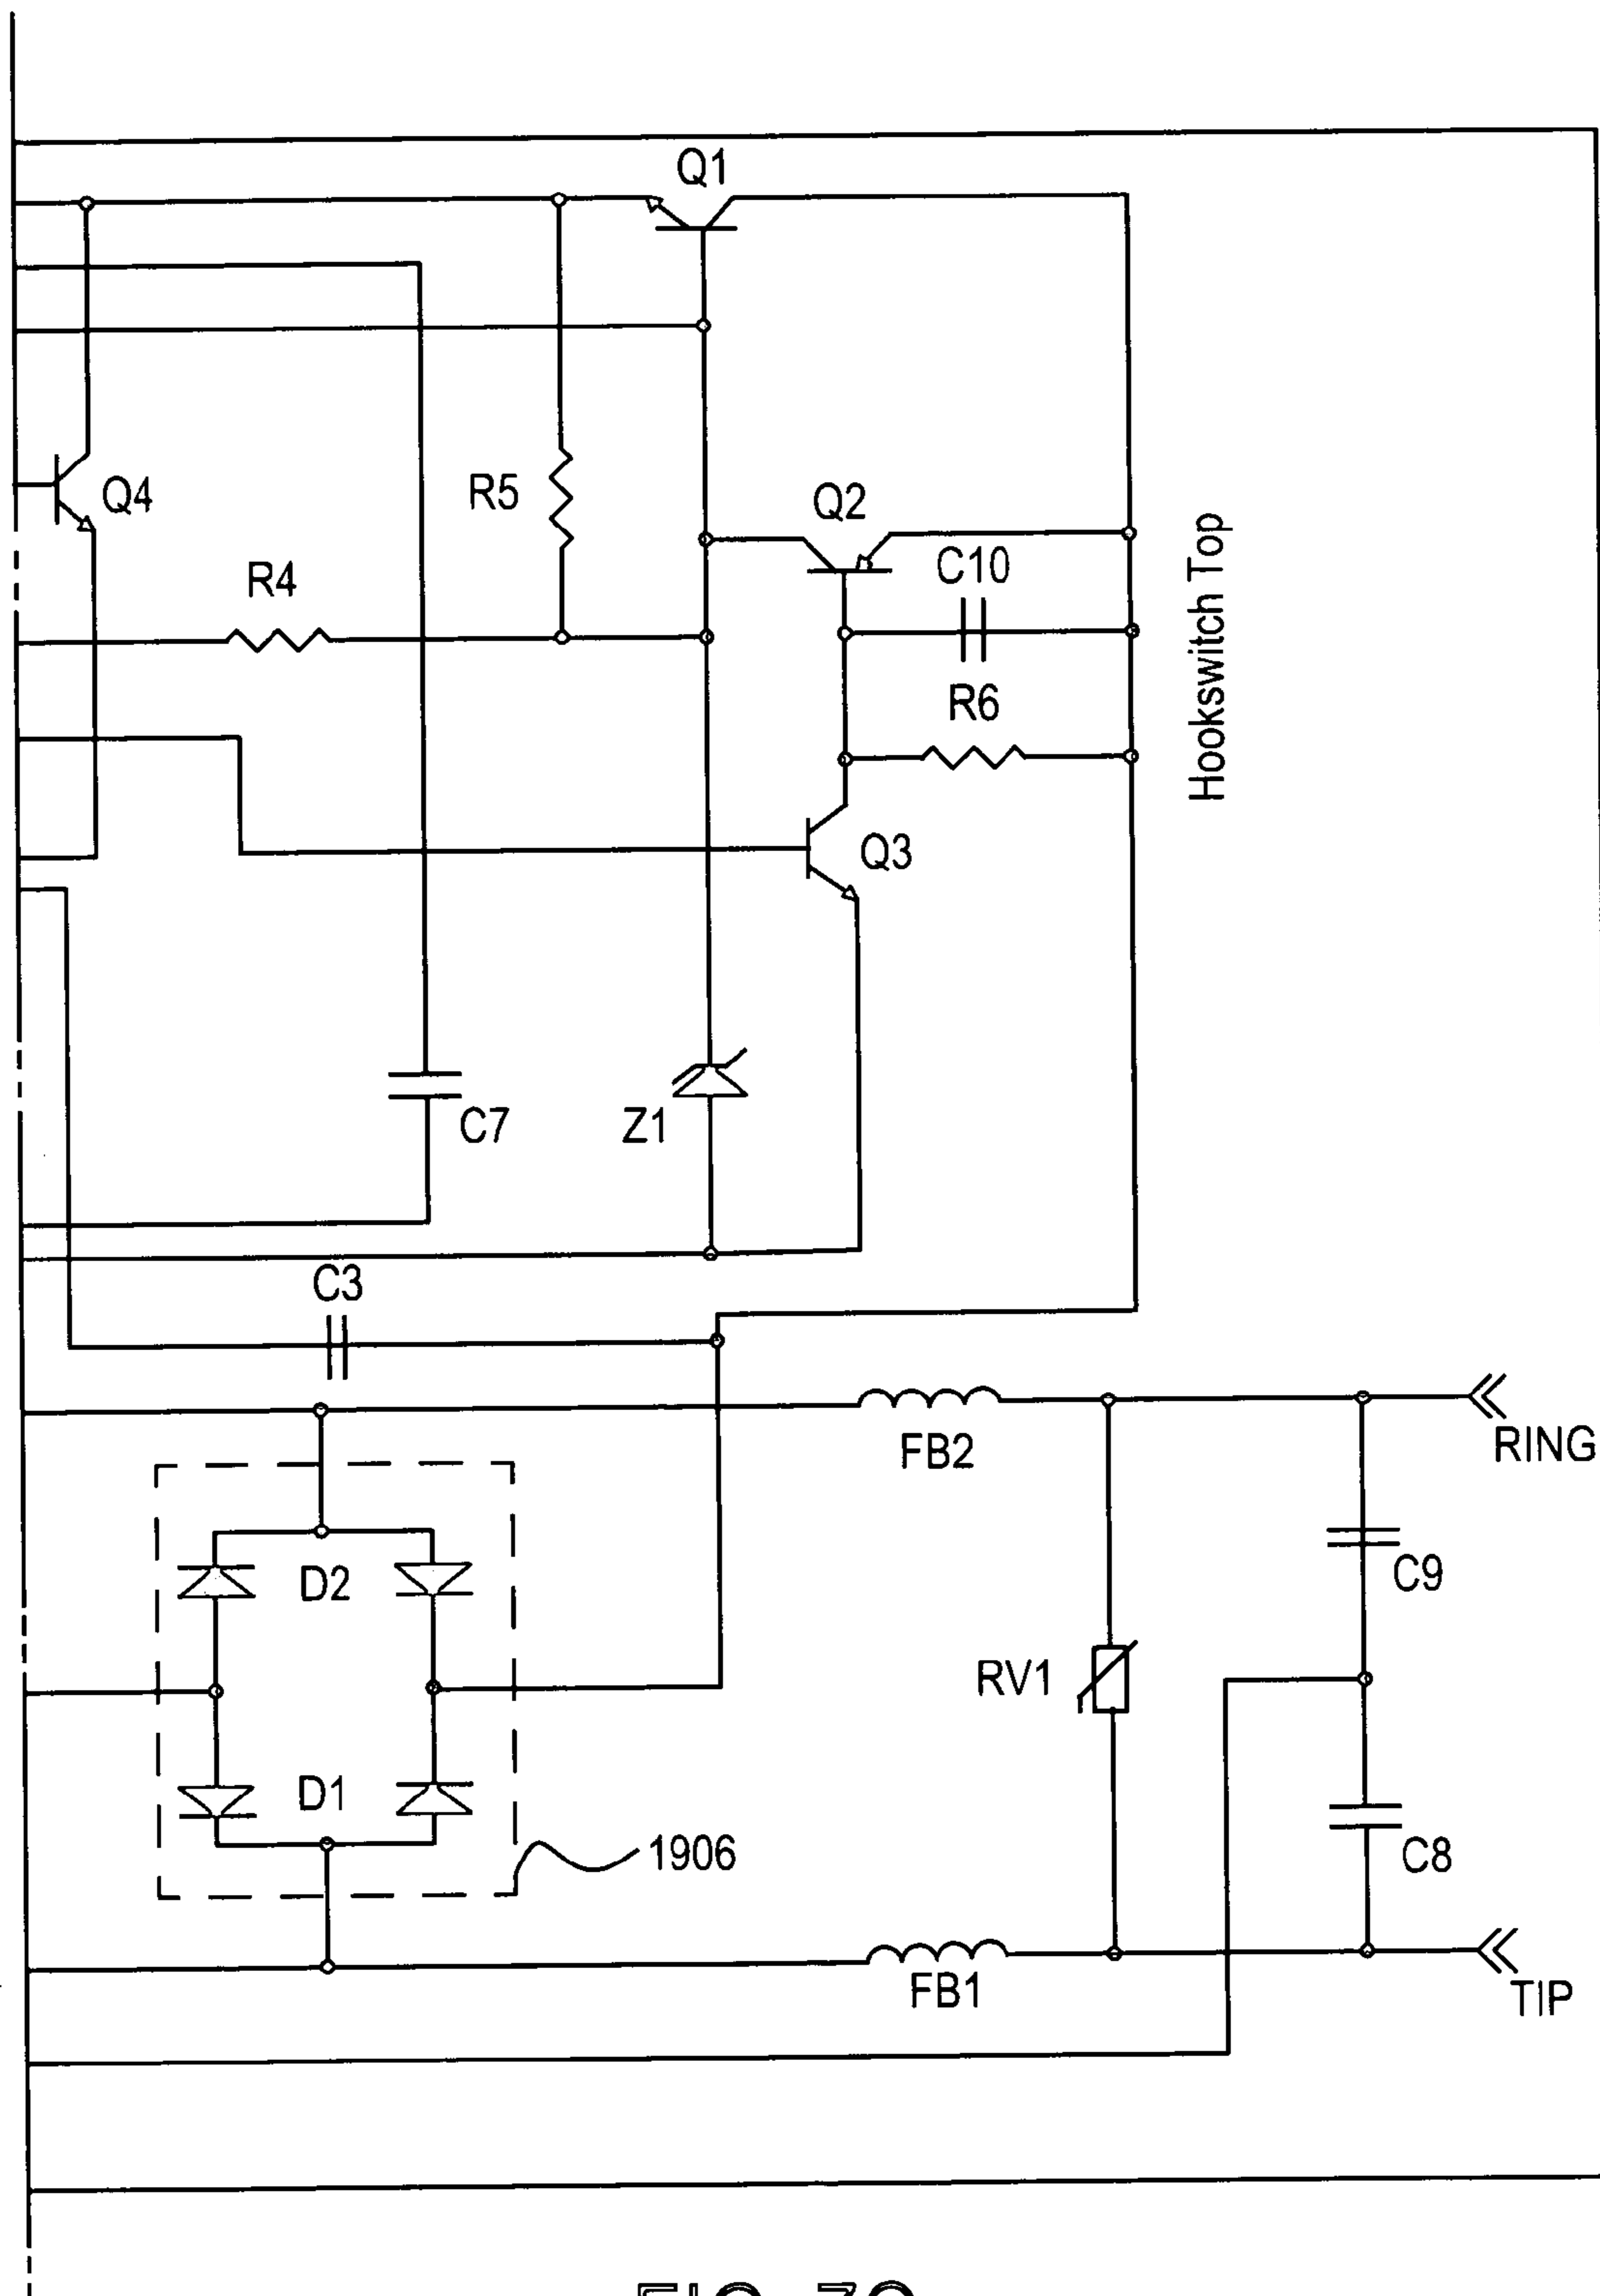 Q1
Q4
R5
Q2
C10
R4
R6
Hookswitch Top
Q3
C7
Z1
C3
FB2
RING
D2
C9
RV1
D1
1906
C8
FB1
TIP